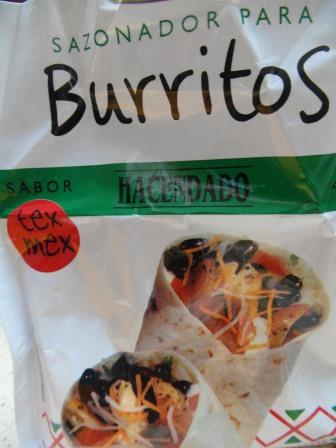 SAZONADOR PARA
Burritos
SABOR HACENDADO
tex
mex